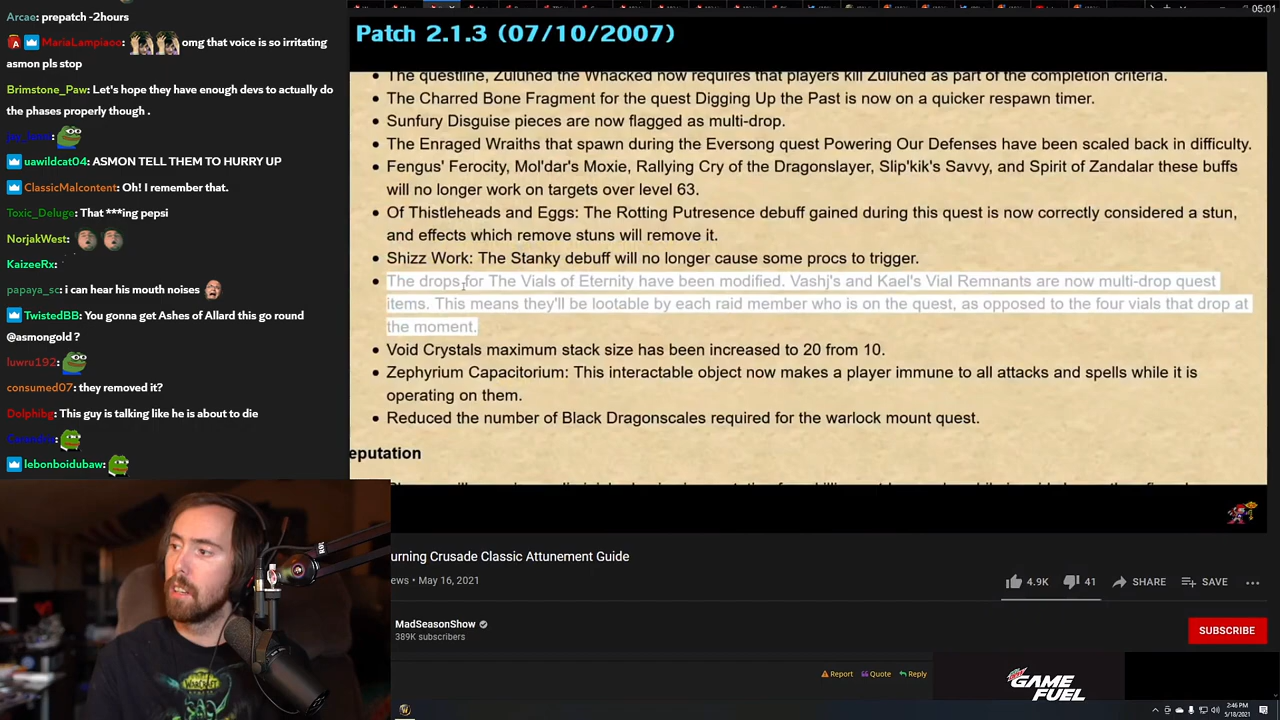 Arcae: prepatch -2hours
MariaLampiaoo: omg that voice is so irritating
asmon pls stop
Brimstone_Paw: Let's hope they have enough devs to actually do
the phases properly though .
uawildcat04: ASMON TELL THEM TO HURRY UP
ClassicMalcontent: Oh! I remember that.
Toxic_Deluge: That ***ing pepsi
NorjakWest:
KaizeeRx:
papaya_sc: i can hear his mouth noises
TwistedBB: You gonna get Ashes of Allard this go round
@asmongold ?
luwru192:
consumed07: they removed it?
Dolphibg: This guy is talking like he is about to die
lebonboidubaw:
05:01
Patch 2.1.3 (07/10/2007)
• The questline, Zuluhed the Whacked now requires that players kill Zuluhed as part of the completion criteria.
• The Charred Bone Fragment for the quest Digging Up the Past is now on a quicker respawn timer.
• Sunfury Disguise pieces are now flagged as multi-drop.
• The Enraged Wraiths that spawn during the Eversong quest Powering Our Defenses have been scaled back in difficulty.
• Fengus' Ferocity, Mol'dar's Moxie, Rallying Cry of the Dragonslayer, Slip'kik's Savvy, and Spirit of Zandalar these buffs
will no longer work on targets over level 63.
• Of Thistleheads and Eggs: The Rotting Putresence debuff gained during this quest is now correctly considered a stun,
and effects which remove stuns will remove it.
• Shizz Work: The Stanky debuff will no longer cause some procs to trigger.
• The drops for The Vials of Eternity have been modified. Vashj's and Kael's Vial Remnants are now multi-drop quest
items. This means they'll be lootable by each raid member who is on the quest, as opposed to the four vials that drop at
the moment.
• Void Crystals maximum stack size has been increased to 20 from 10.
• Zephyrium Capacitorium: This interactable object now makes a player immune to all attacks and spells while it is
operating on them.
• Reduced the number of Black Dragonscales required for the warlock mount quest.
eputation
urning Crusade Classic Attunement Guide
ews • May 16, 2021
4.9K
41
SHARE
SAVE
MadSeasonShow
389K subscribers
SUBSCRIBE
Report
Quote
Reply
GAME
FUEL
2:46 PM
5/18/2021